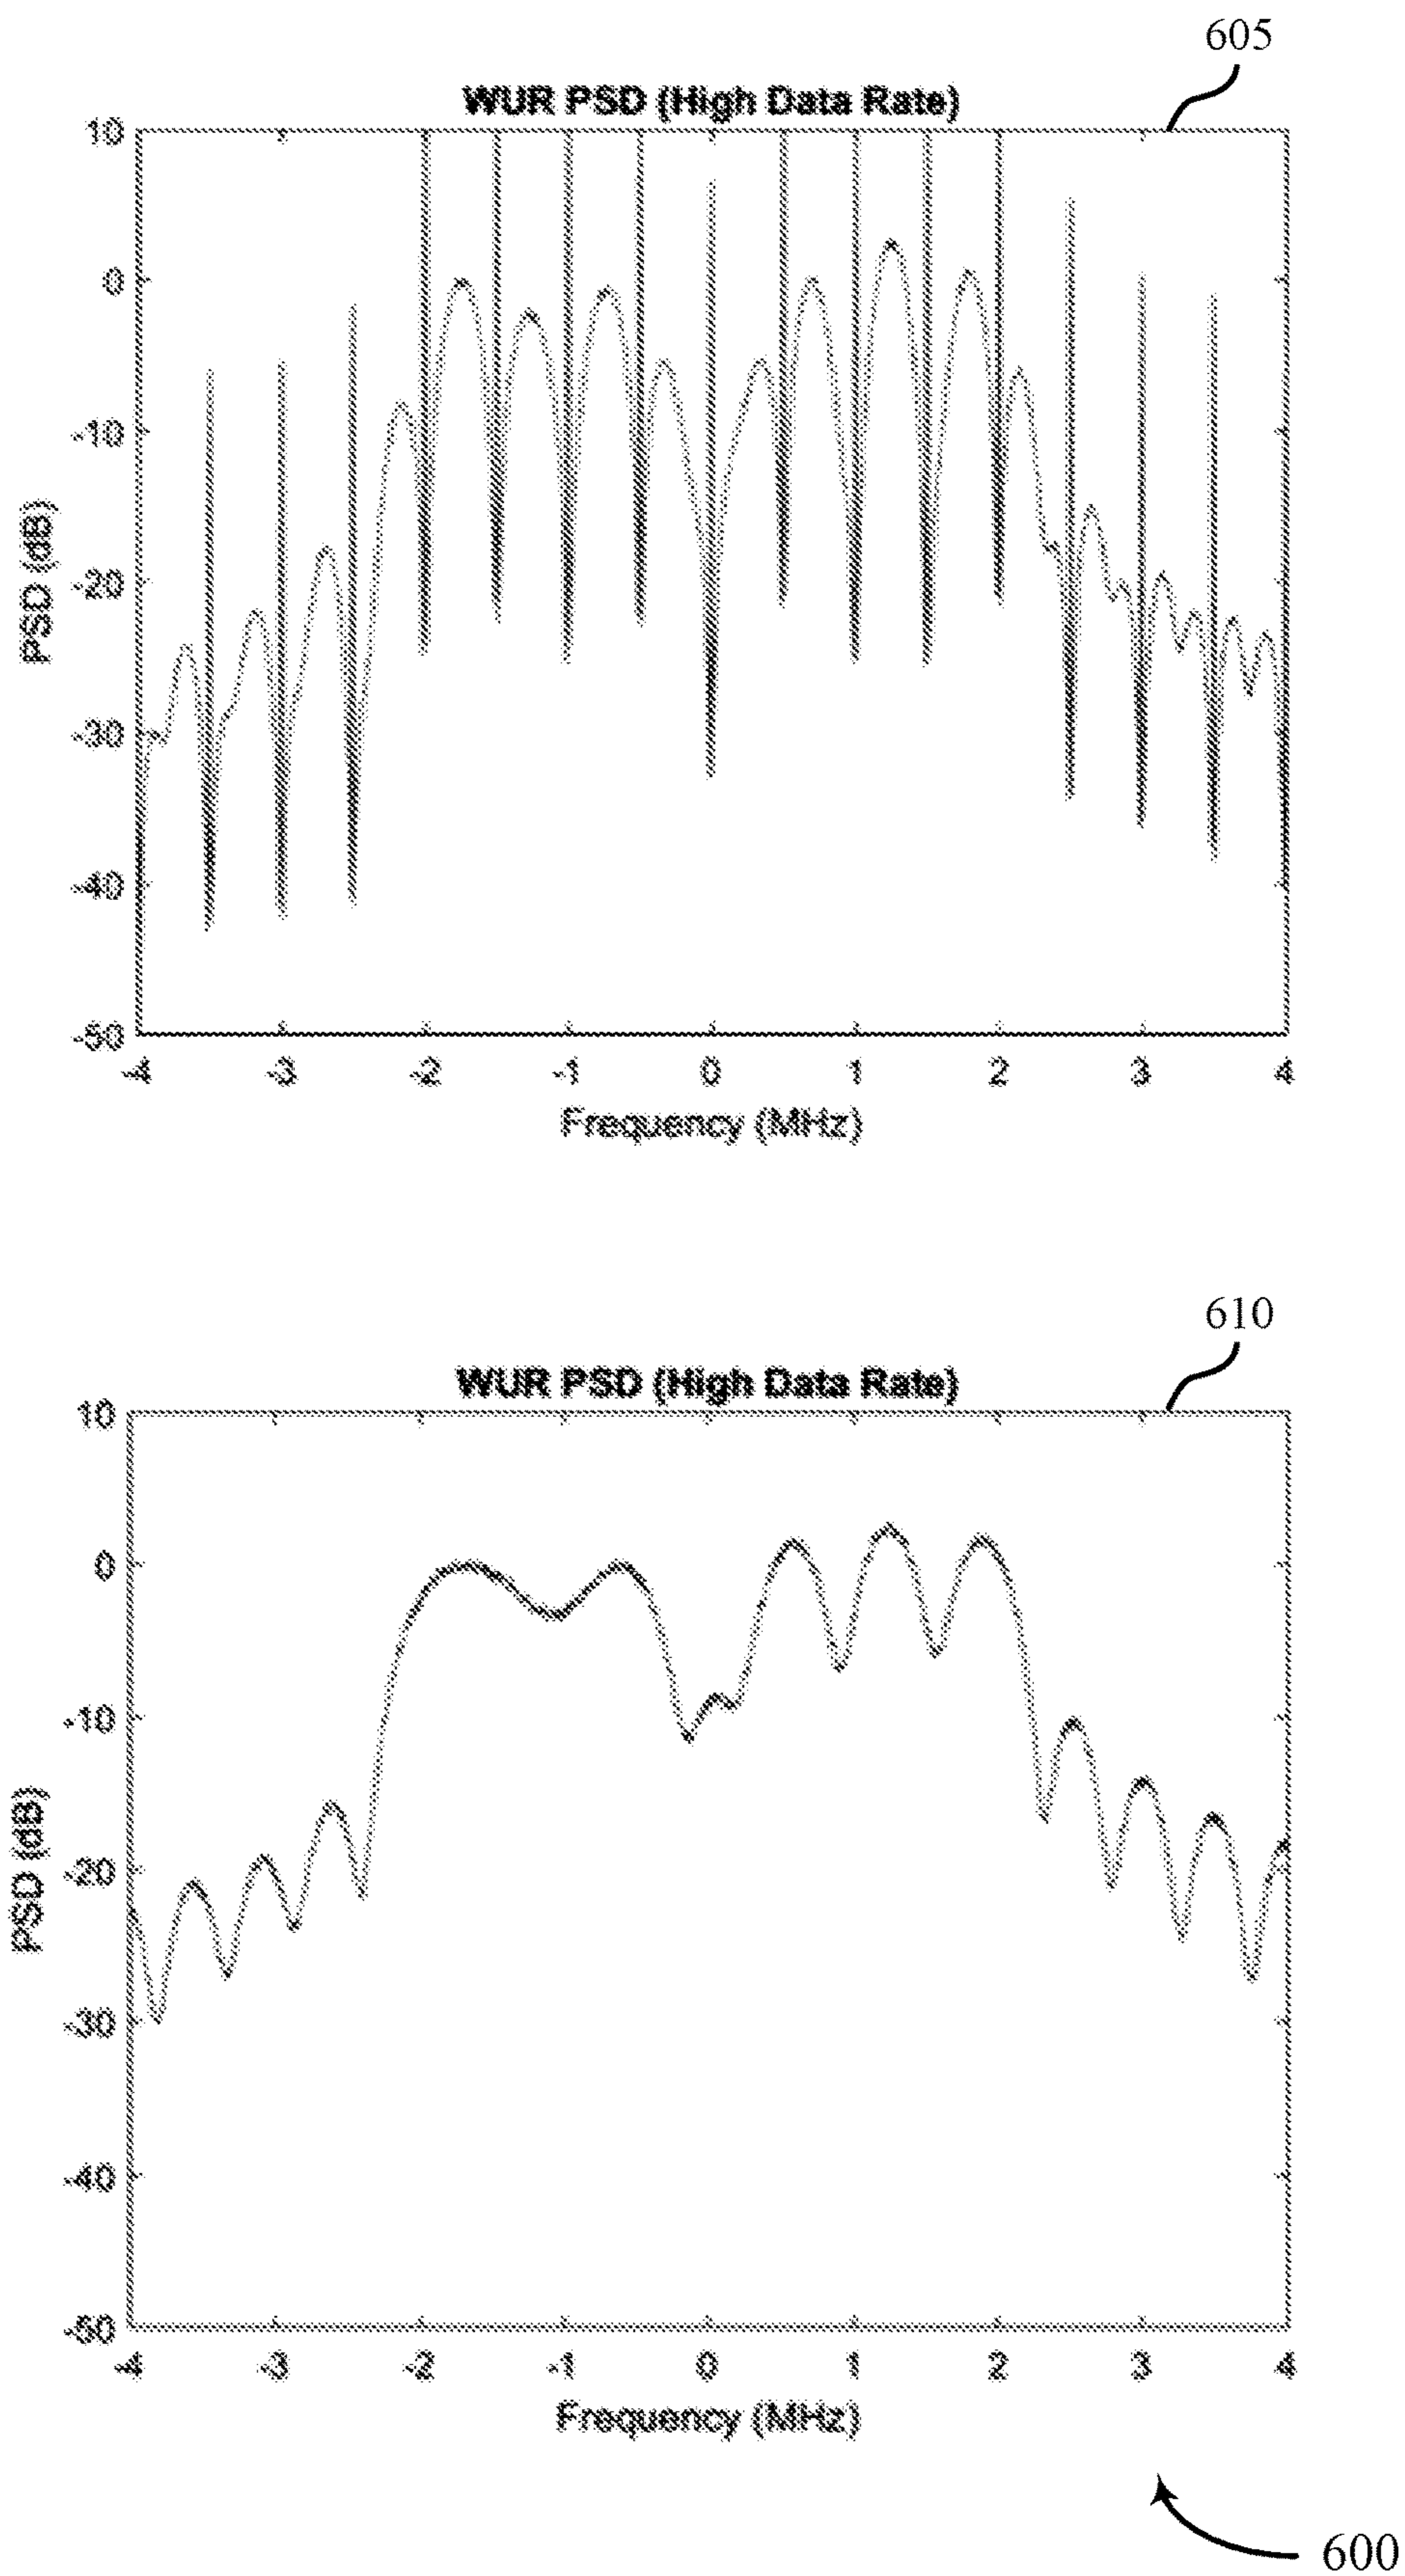 605
WUR PSD (High Data Rate)
10
0
-10
-20
-30
-40
-50
PSD (dB)
-4 -3 -2 -1 0 1 2 3 4
Frequency (MHz)
610
WUR PSD (High Data Rate)
10
0
-10
-20
-30
-40
-50
PSD (dB)
-4 -3 -2 -1 0 1 2 3 4
Frequency (MHz)
600